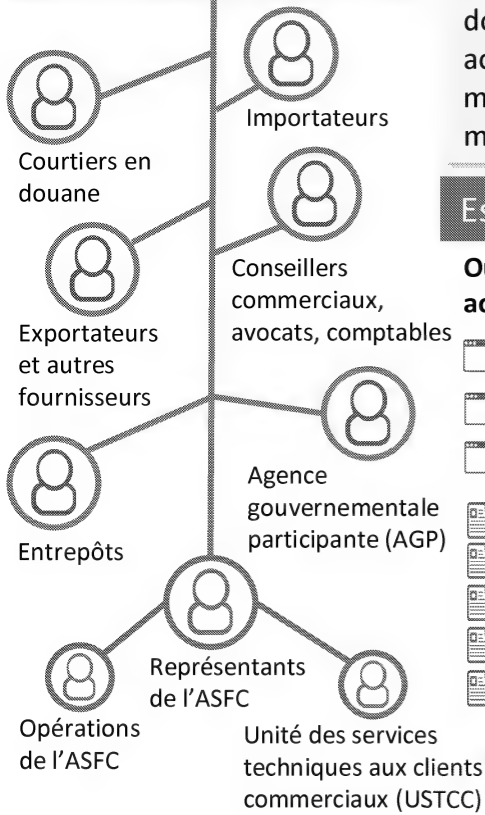 Importateurs
Courtiers en
douane
Conseillers
commerciaux,
avocats, comptables
Exportateurs
et autres
fournisseurs
Agence
gouvernementale
participante (AGP)
Entrepôts
Représentants
de l'ASFC
Opérations
de l'ASFC
Unité des services
techniques aux clients
commerciaux (USTCC)